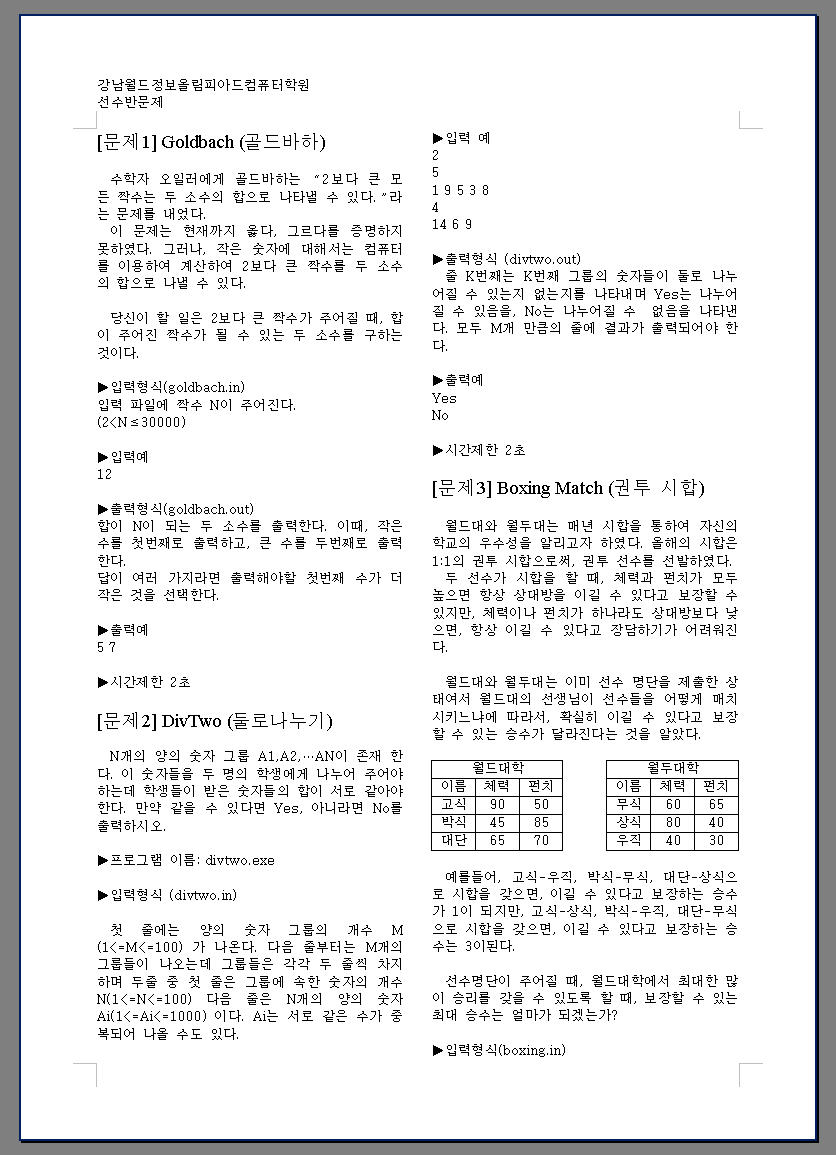 강남월드정보올림피아드컴퓨터학원
선수반문제
[문제1] Goldbach (골드바하)
수학자 오일러에게 골드바하는 "2보다 큰 모
든 짝수는 두 소수의 합으로 나타낼 수 있다."라
는 문제를 내었다.
이 문제는 현재까지 옳다, 그르다를 증명하지
못하였다. 그러나, 작은 숫자에 대해서는 컴퓨터
를 이용하여 계산하여 2보다 큰 짝수를 두 소수
의 합으로 나낼 수 있다.
당신이 할 일은 2보다 큰 짝수가 주어질 때, 합
이 주어진 짝수가 될 수 있는 두 소수를 구하는
것이다.
▶입력형식(goldbach.in)
입력 파일에 짝수 N이 주어진다.
(2<N≤30000)
▶입력예
12
▶출력형식(goldbach.out)
합이 N이 되는 두 소수를 출력한다. 이때, 작은
수를 첫번째로 출력하고, 큰 수를 두번째로 출력
한다.
답이 여러 가지라면 출력해야할 첫번째 수가 더
작은 것을 선택한다.
▶출력예
5 7
▶시간제한 2초
[문제2] DivTwo (둘로나누기)
N개의 양의 숫자 그룹 A1,A2,…AN이 존재 한
다. 이 숫자들을 두 명의 학생에게 나누어 주어야
하는데 학생들이 받은 숫자들의 합이 서로 같아야
한다. 만약 같을 수 있다면 Yes, 아니라면 No를
출력하시오.
▶프로그램 이름: divtwo.exe
▶입력형식 (divtwo.in)
첫 줄에는 양의 숫자 그룹의 개수 M
(1<=M<=100) 가 나온다. 다음 줄부터는 M개의
그룹들이 나오는데 그룹들은 각각 두 줄씩 차지
하며 두줄 중 첫 줄은 그룹에 속한 숫자의 개수
N(1<=N<=100) 다음 줄은 N개의 양의 숫자
Ai(1<=Ai<=1000) 이다. Ai는 서로 같은 수가 중
복되어 나올 수도 있다.
▶입력 예
2
5
1 9 5 3 8
4
14 6 9
▶출력형식 (divtwo.out)
줄 K번째는 K번째 그룹의 숫자들이 둘로 나누
어질 수 있는지 없는지를 나타내며 Yes는 나누어
질 수 있음을, No는 나누어질 수 없음을 나타낸
다. 모두 M개 만큼의 줄에 결과가 출력되어야 한
다.
▶출력예
Yes
No
▶시간제한 2초
[문제3] Boxing Match (권투 시합)
월드대와 월두대는 매년 시합을 통하여 자신의
학교의 우수성을 알리고자 하였다. 올해의 시합은
1:1의 권투 시합으로써, 권투 선수를 선발하였다.
두 선수가 시합을 할 때, 체력과 펀치가 모두
높으면 항상 상대방을 이길 수 있다고 보장할 수
있지만, 체력이나 펀치가 하나라도 상대방보다 낮
으면, 항상 이길 수 있다고 장담하기가 어려워진
다.
월드대와 월두대는 이미 선수 명단을 제출한 상
태여서 월드대의 선생님이 선수들을 어떻게 매치
시키느냐에 따라서, 확실히 이길 수 있다고 보장
할 수 있는 승수가 달라진다는 것을 알았다.
월드대학
이름 체력 펀치
고식 90 50
박식 45 85
대단 65 70
월두대학
이름 체력 펀치
무식 60 65
상식 80 40
우직 40 30
예를들어, 고식-우직, 박식-무식, 대단-상식으
로 시합을 갖으면, 이길 수 있다고 보장하는 승수
가 1이 되지만, 고식-상식, 박식-우직, 대단-무식
으로 시합을 갖으면, 이길 수 있다고 보장하는 승
수는 3이된다.
선수명단이 주어질 때, 월드대학에서 최대한 많
이 승리를 갖을 수 있도록 할 때, 보장할 수 있는
최대 승수는 얼마가 되겠는가?
▶입력형식(boxing.in)